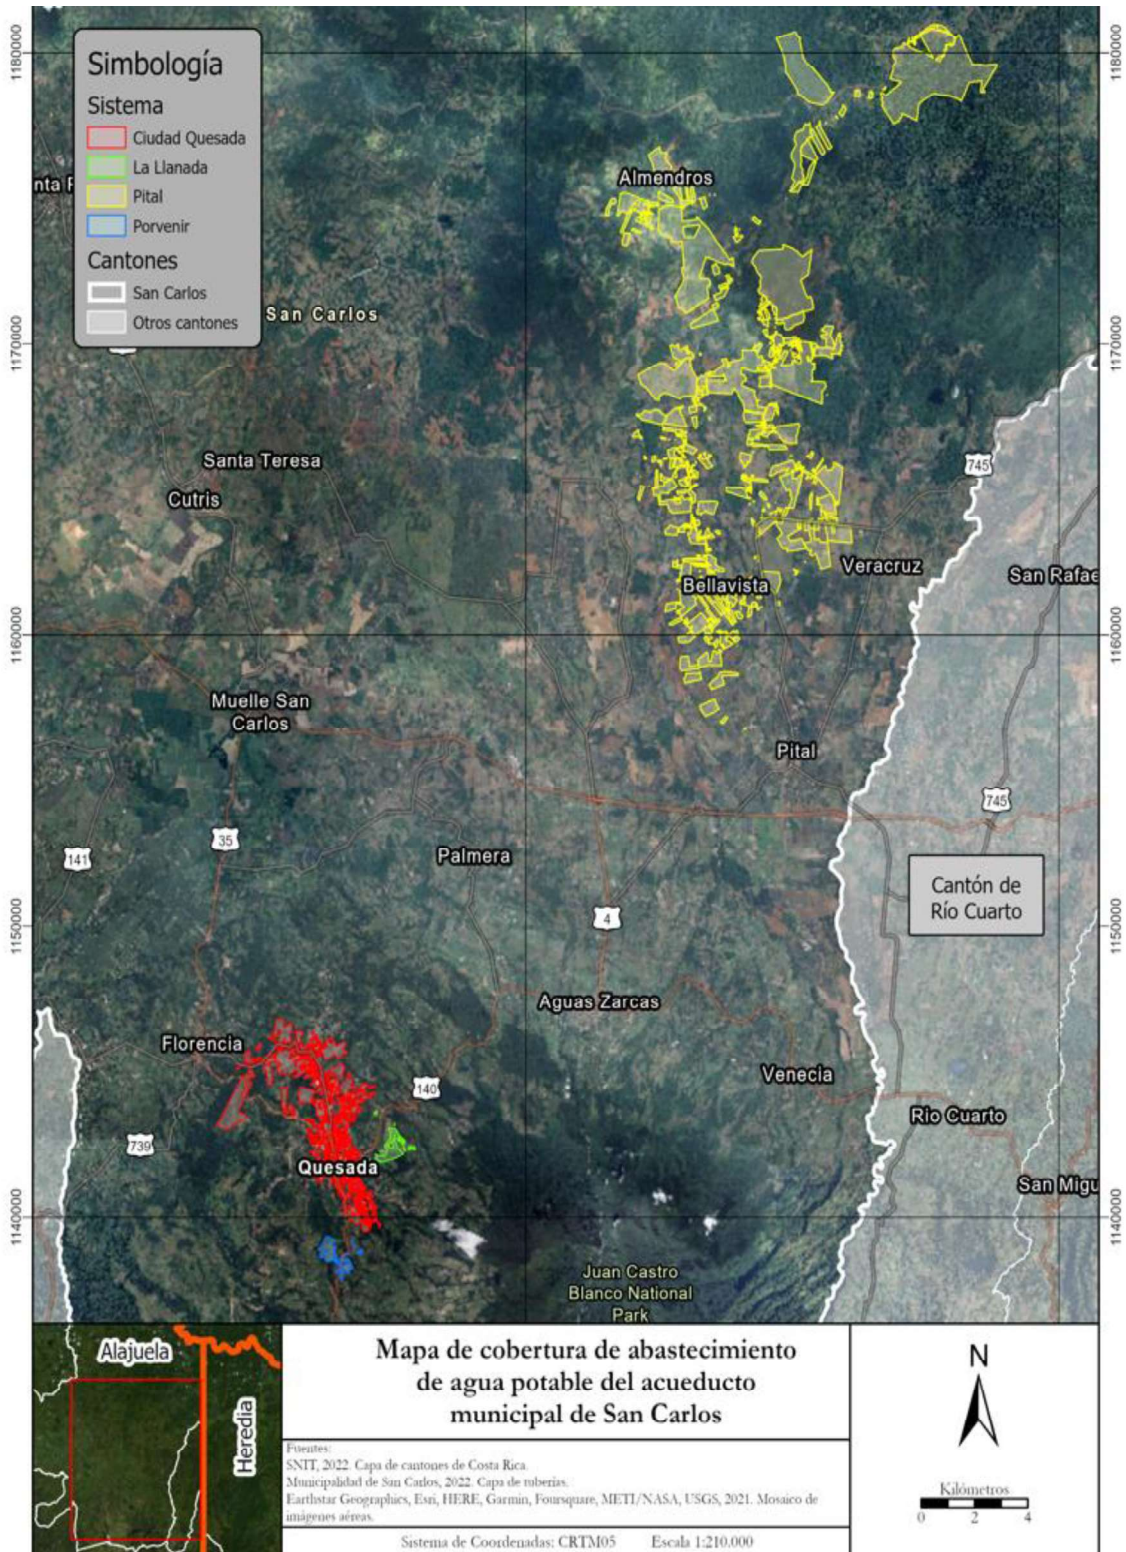 Simbología
Sistema
Ciudad Quesada
La Llanada
Pital
Porvenir
Cantones
San Carlos
Otros cantones
1180000
1180000
Almendros
San Carlos
1170000
1170000
Santa Teresa
745
Cutris
Veracruz
San Rafae
Bellavista
1160000
1160000
Muelle San
Carlos
Pital
745
35
141
Palmera
Cantón de
Río Cuarto
4
1150000
1150000
Aguas Zarcas
Florencia
Venecia
140
Rio Cuarto
739
Quesada
San Migu
1140000
1140000
Juan Castro
Blanco National
Park
Alajuela
Heredia
Mapa de cobertura de abastecimiento
de agua potable del acueducto
municipal de San Carlos
Fuentes:
SNIT, 2022. Capa de cantones de Costa Rica.
Municipalidad de San Carlos, 2022. Capa de tuberías.
Earthstar Geographics, Esri, HERE, Garmin, Foursquare, METI/NASA, USGS, 2021. Mosaico de
imágenes aéreas.
Sistema de Coordenadas: CRTM05 Escala 1:210.000
N
Kilómetros
0 2 4